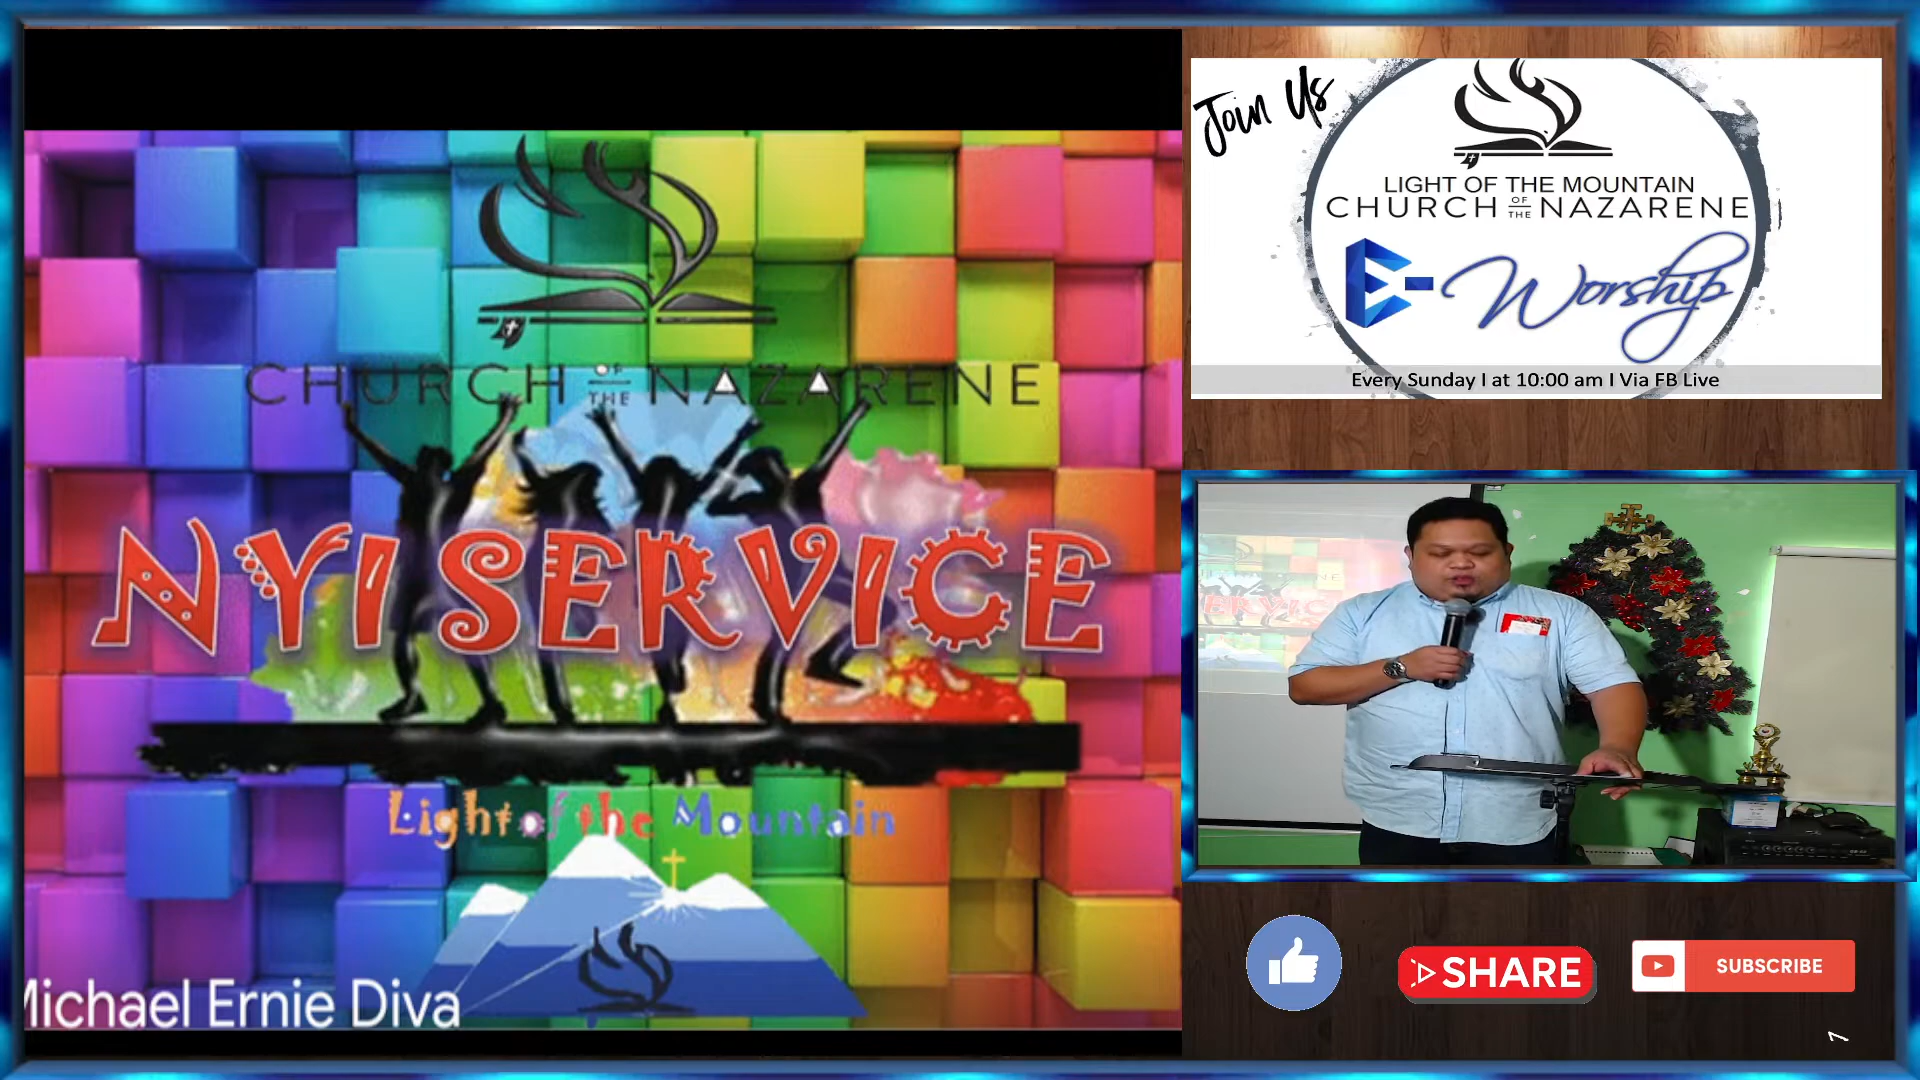 CHURCH OF THE NAZARENE
NYI SERVICE
Light of the Mountain
Michael Ernie Diva
Join Us
LIGHT OF THE MOUNTAIN
CHURCH OF THE NAZARENE
E-Worship
Every Sunday I at 10:00 am I Via FB Live
SHARE
SUBSCRIBE